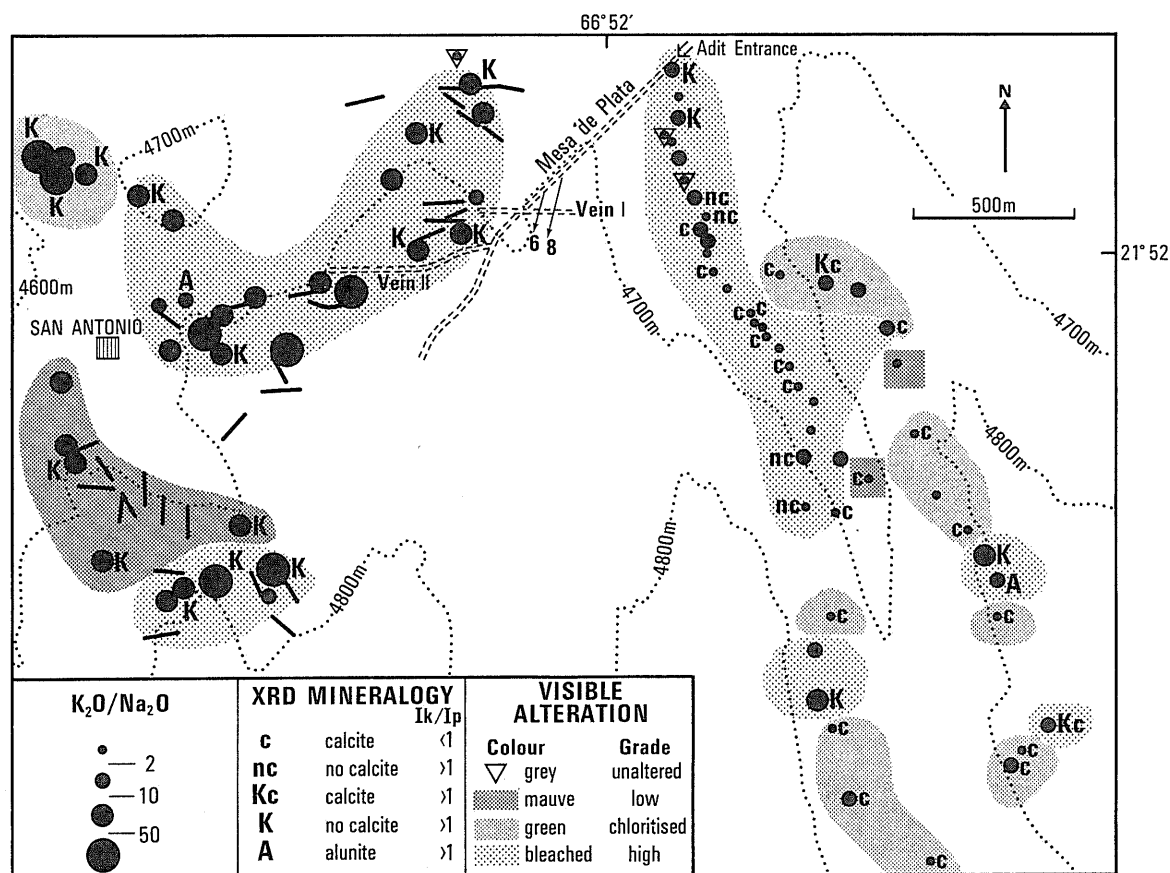 66°52′
Adit Entrance
K
K
K
K
K
K
K
K
N
4700m
Mesa de Plata
500m
nc
nc
Vein I
K
K
c
6 8
21°52
c
Kc
4600m
A
Vein II
4700m
c
c
c
4700m
SAN ANTONIO
K
c
c
c
c
4800m
K
nc
c
nc
c
c
K
4800m
K
K
K
K
A
K
4800m
c
c
K
Kc
c
c
c
c
c
K₂O/Na₂O
2
10
50
XRD MINERALOGY
Ik/Ip
c calcite <1
nc no calcite >1
Kc calcite >1
K no calcite >1
A alunite >1
VISIBLE
ALTERATION
Colour Grade
grey unaltered
mauve low
green chloritised
bleached high